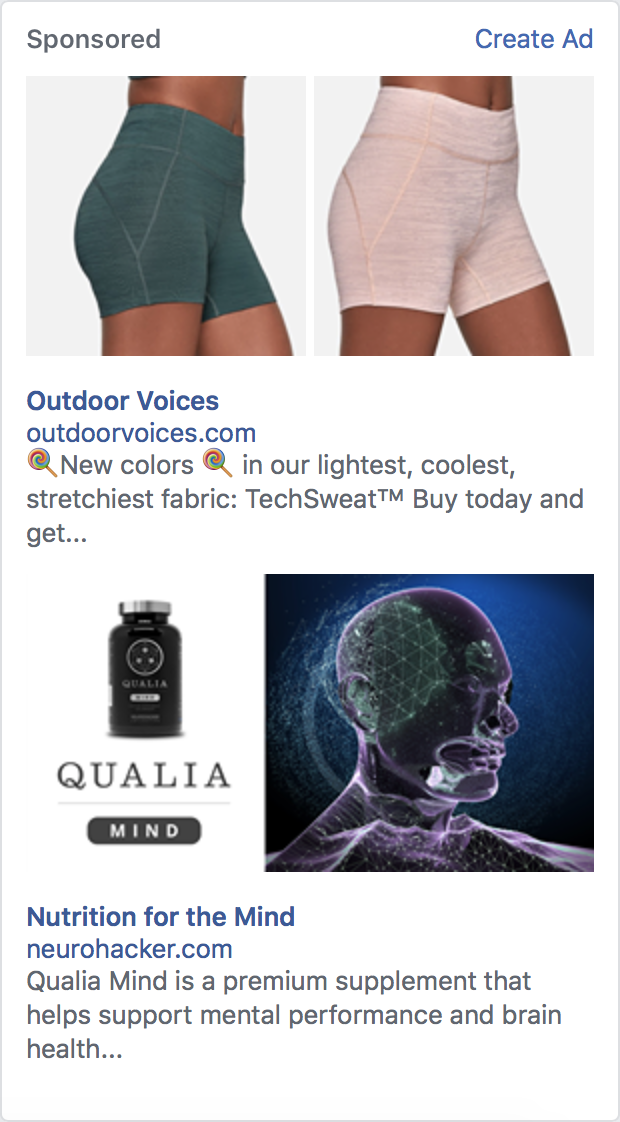 Sponsored
Create Ad
Outdoor Voices
outdoorvoices.com
🍭New colors 🍭 in our lightest, coolest,
stretchiest fabric: TechSweat™ Buy today and
get...
QUALIA
MIND
QUALIA
MIND
Nutrition for the Mind
neurohacker.com
Qualia Mind is a premium supplement that
helps support mental performance and brain
health...